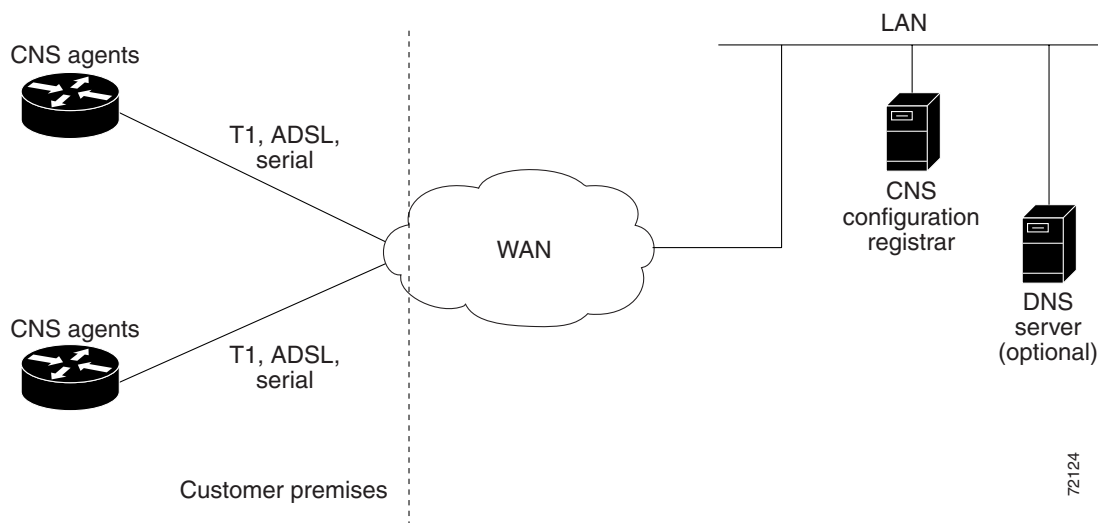 LAN
CNS agents
T1, ADSL,
serial
CNS
configuration
registrar
WAN
DNS
server
(optional)
CNS agents
T1, ADSL,
serial
Customer premises
72124